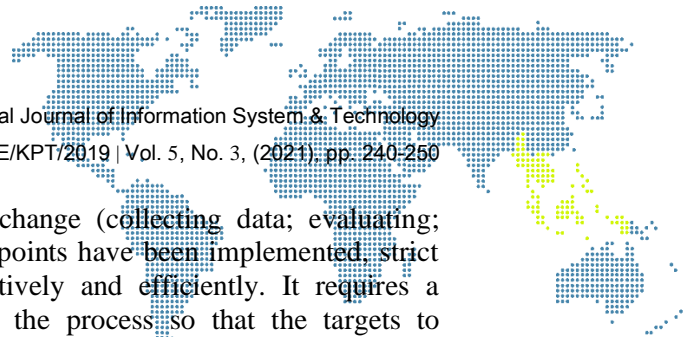 al Journal of Information System & Technology
E/KPT/2019 | Vol. 5, No. 3, (2021), pp. 240-250
change (collecting data; evaluating;
points have been implemented, strict
tively and efficiently. It requires a
the process so that the targets to